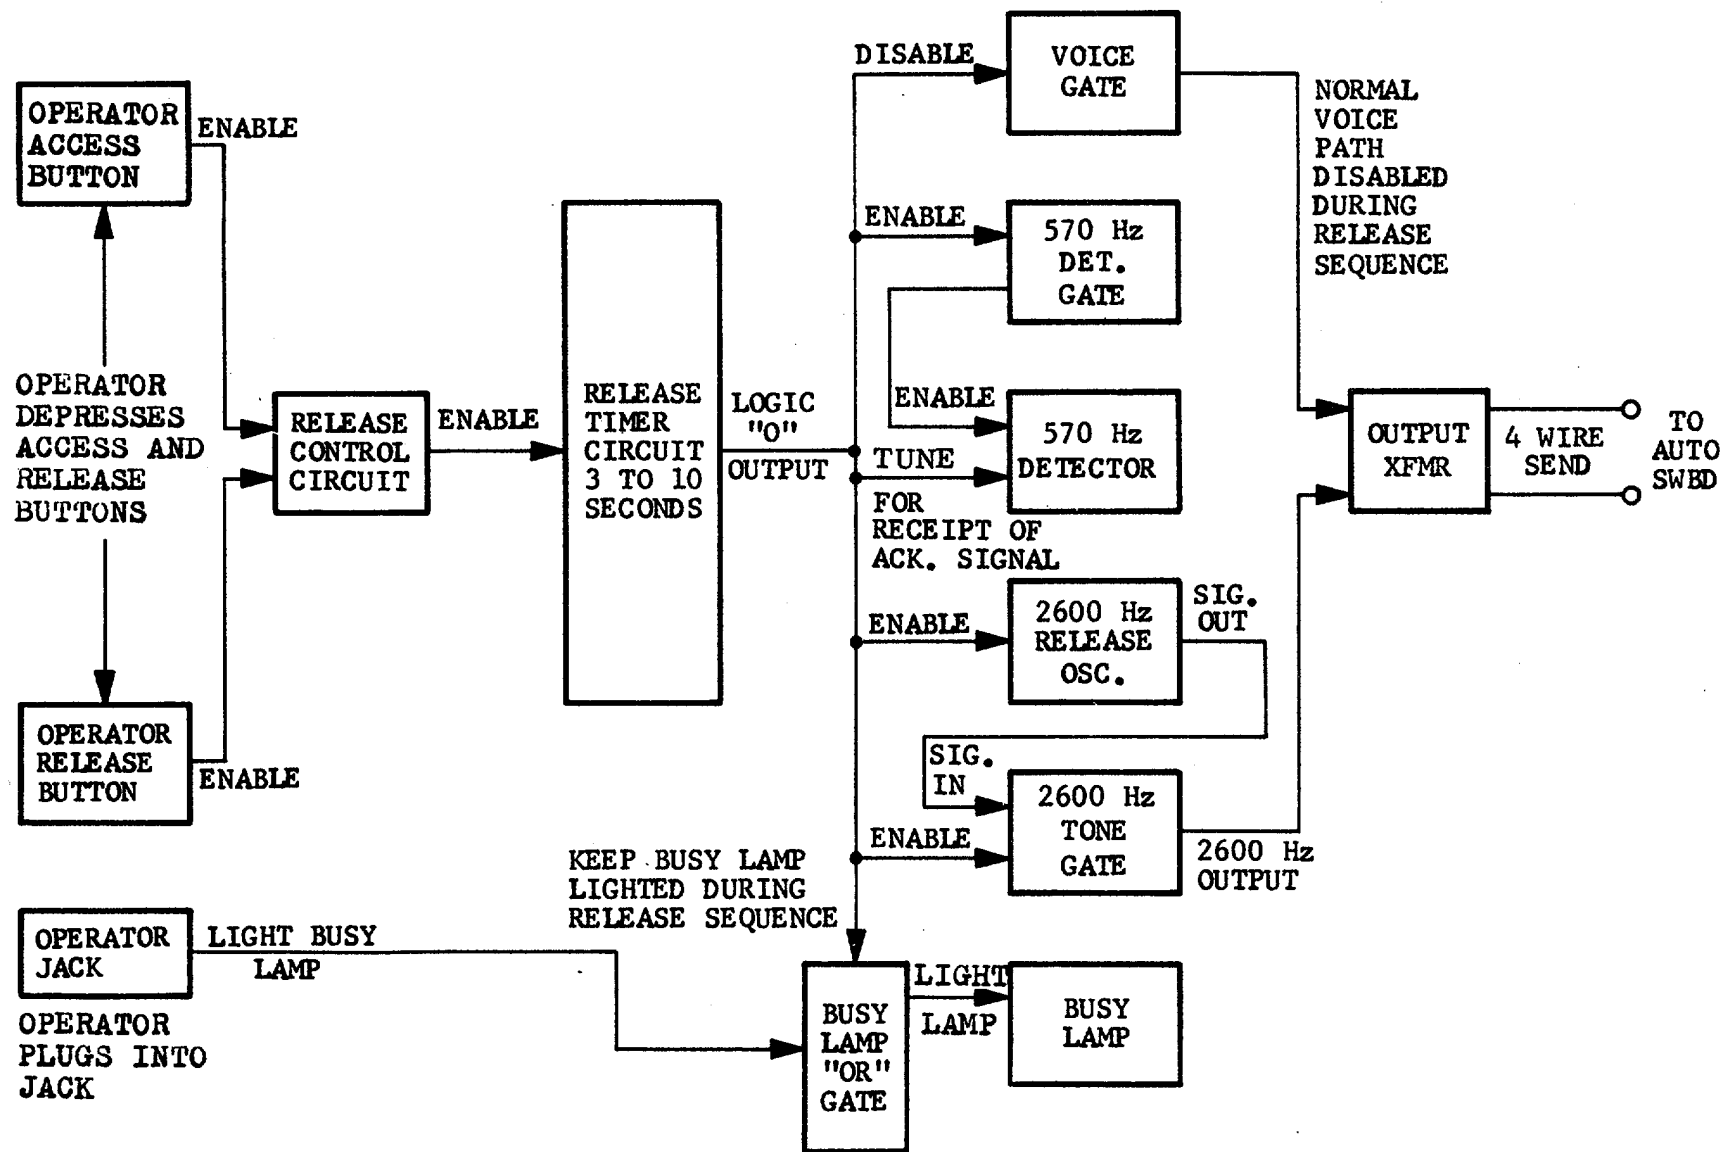 OPERATOR
ACCESS
BUTTON
ENABLE
OPERATOR
DEPRESSES
ACCESS AND
RELEASE
BUTTONS
OPERATOR
RELEASE
BUTTON
ENABLE
RELEASE
CONTROL
CIRCUIT
ENABLE
RELEASE
TIMER
CIRCUIT
3 TO 10
SECONDS
LOGIC
"O"
OUTPUT
DISABLE
VOICE
GATE
NORMAL
VOICE
PATH
DISABLED
DURING
RELEASE
SEQUENCE
ENABLE
570 Hz
DET.
GATE
ENABLE
570 Hz
DETECTOR
TUNE
FOR
RECEIPT OF
ACK. SIGNAL
OUTPUT
XFMR
4 WIRE
SEND
TO
AUTO
SWBD
ENABLE
2600 Hz
RELEASE
OSC.
SIG.
OUT
SIG.
IN
2600 Hz
TONE
GATE
ENABLE
2600 Hz
OUTPUT
KEEP BUSY LAMP
LIGHTED DURING
RELEASE SEQUENCE
OPERATOR
JACK
LIGHT BUSY
LAMP
OPERATOR
PLUGS INTO
JACK
BUSY
LAMP
"OR"
GATE
LIGHT
LAMP
BUSY
LAMP